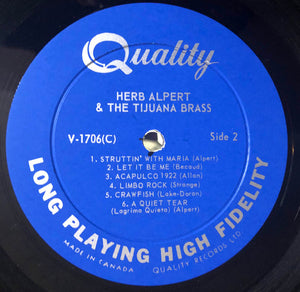 Quality
HERB ALPERT
& THE TIJUANA BRASS
V-1706(C)
Side 2
1. STRUTTIN' WITH MARIA (Alpert)
2. LET IT BE ME (Becaud)
3. ACAPULCO 1922 (Allan)
4. LIMBO ROCK (Strange)
5. CRAWFISH (Lake-Doran)
6. A QUIET TEAR
(Lagrima Quieta) (Alpert)
LONG PLAYING HIGH FIDELITY
MADE IN CANADA QUALITY RECORDS LTD.